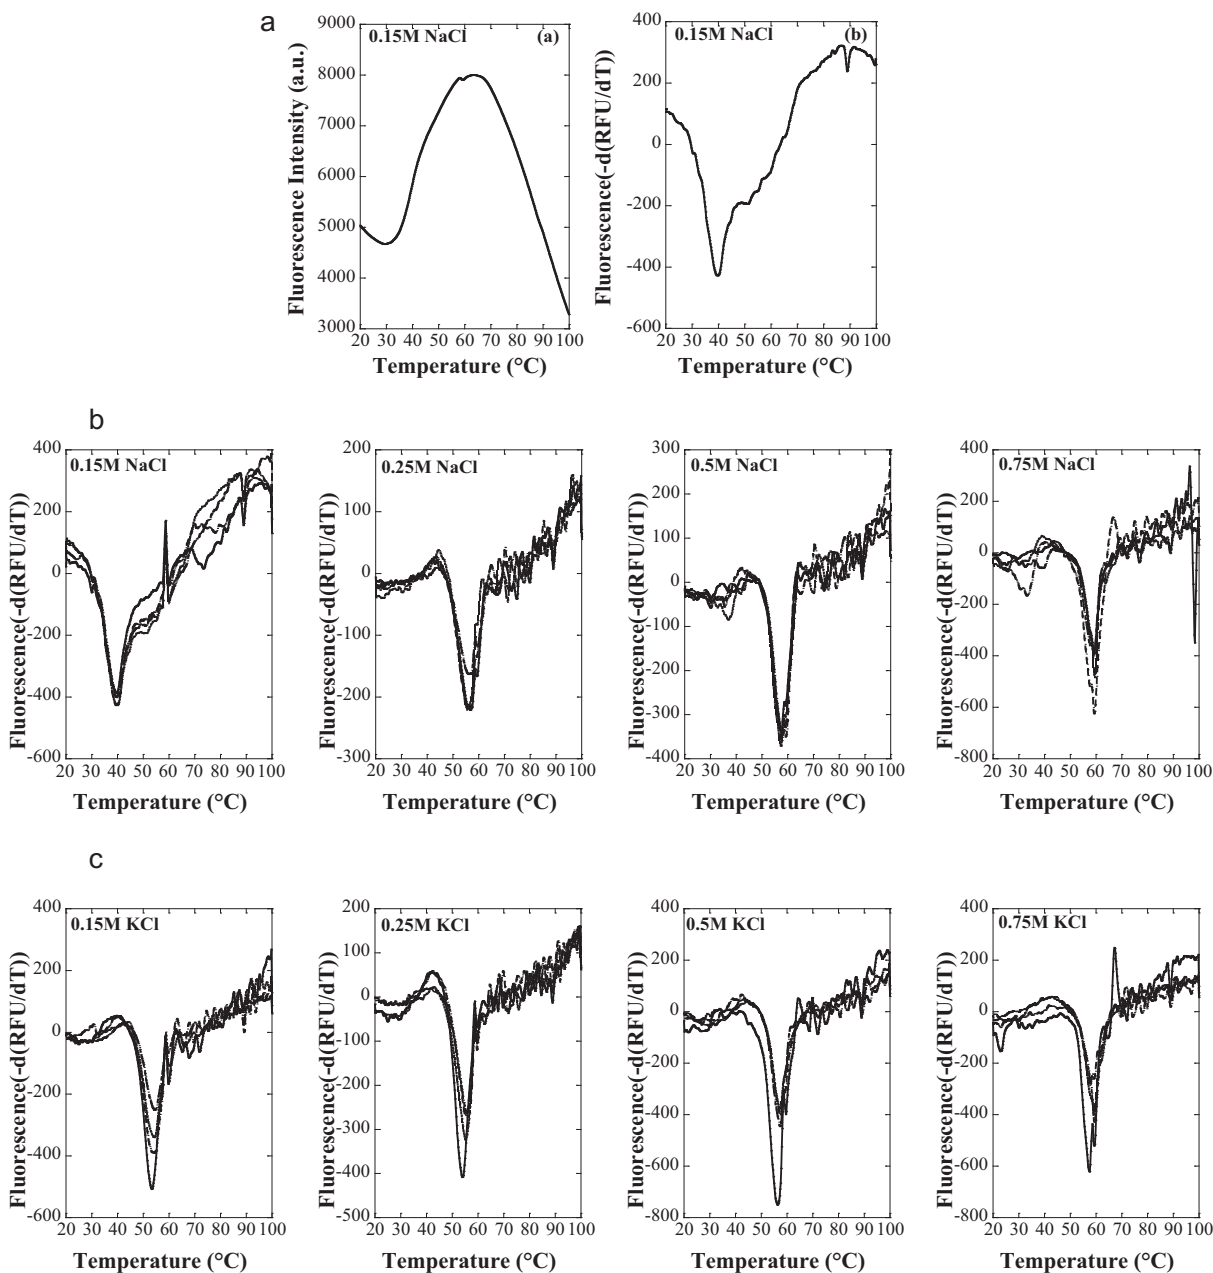 a
0.15M NaCl (a)
Fluorescence Intensity (a.u.)
9000
8000
7000
6000
5000
4000
3000
20 30 40 50 60 70 80 90 100
Temperature (°C)
0.15M NaCl (b)
Fluorescence(-d(RFU/dT))
400
200
0
-200
-400
-600
20 30 40 50 60 70 80 90 100
Temperature (°C)
b
0.15M NaCl
Fluorescence(-d(RFU/dT))
400
200
0
-200
-400
-600
20 30 40 50 60 70 80 90 100
Temperature (°C)
0.25M NaCl
Fluorescence(-d(RFU/dT))
200
100
0
-100
-200
-300
20 30 40 50 60 70 80 90 100
Temperature (°C)
0.5M NaCl
Fluorescence(-d(RFU/dT))
300
200
100
0
-100
-200
-300
-400
20 30 40 50 60 70 80 90 100
Temperature (°C)
0.75M NaCl
Fluorescence(-d(RFU/dT))
400
200
0
-200
-400
-600
-800
20 30 40 50 60 70 80 90 100
Temperature (°C)
c
0.15M KCl
Fluorescence(-d(RFU/dT))
400
200
0
-200
-400
-600
20 30 40 50 60 70 80 90 100
Temperature (°C)
0.25M KCl
Fluorescence(-d(RFU/dT))
200
100
0
-100
-200
-300
-400
-500
20 30 40 50 60 70 80 90 100
Temperature (°C)
0.5M KCl
Fluorescence(-d(RFU/dT))
400
200
0
-200
-400
-600
-800
20 30 40 50 60 70 80 90 100
Temperature (°C)
0.75M KCl
Fluorescence(-d(RFU/dT))
400
200
0
-200
-400
-600
-800
20 30 40 50 60 70 80 90 100
Temperature (°C)